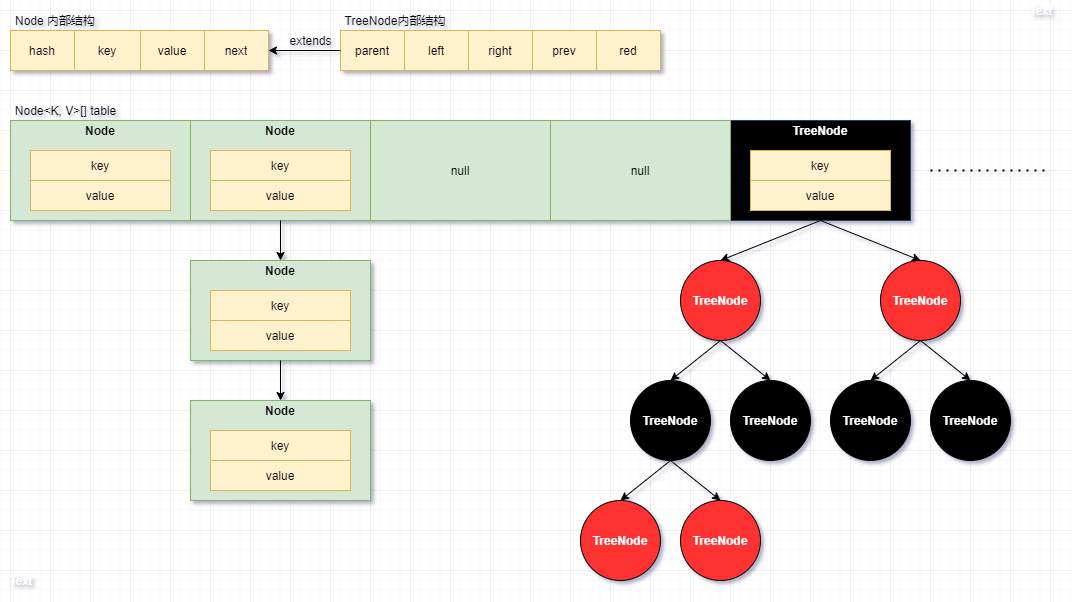 Text
Node 内部结构
TreeNode内部结构
hash key value next
extends
parent left right prev red
Node<K, V>[] table
Node Node TreeNode
key key null null key
value value value
Node
key
value
TreeNode TreeNode
Node
key
value
TreeNode TreeNode TreeNode TreeNode
TreeNode TreeNode
Text